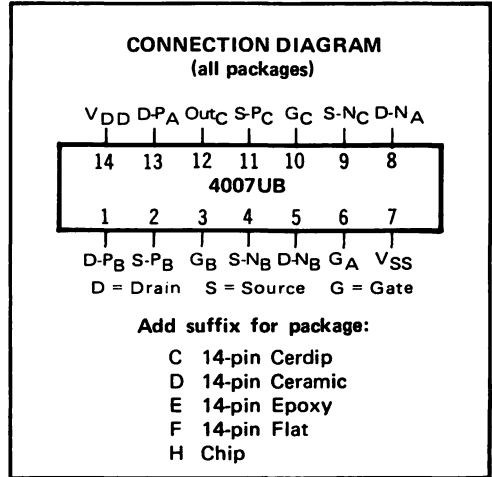 CONNECTION DIAGRAM
(all packages)
VDD D-PA OutC S-PC GC S-NC D-NA
14 13 12 11 10 9 8
4007UB
1 2 3 4 5 6 7
D-PB S-PB GB S-NB D-NB GA VSS
D = Drain S = Source G = Gate
Add suffix for package:
C 14-pin Cerdip
D 14-pin Ceramic
E 14-pin Epoxy
F 14-pin Flat
H Chip